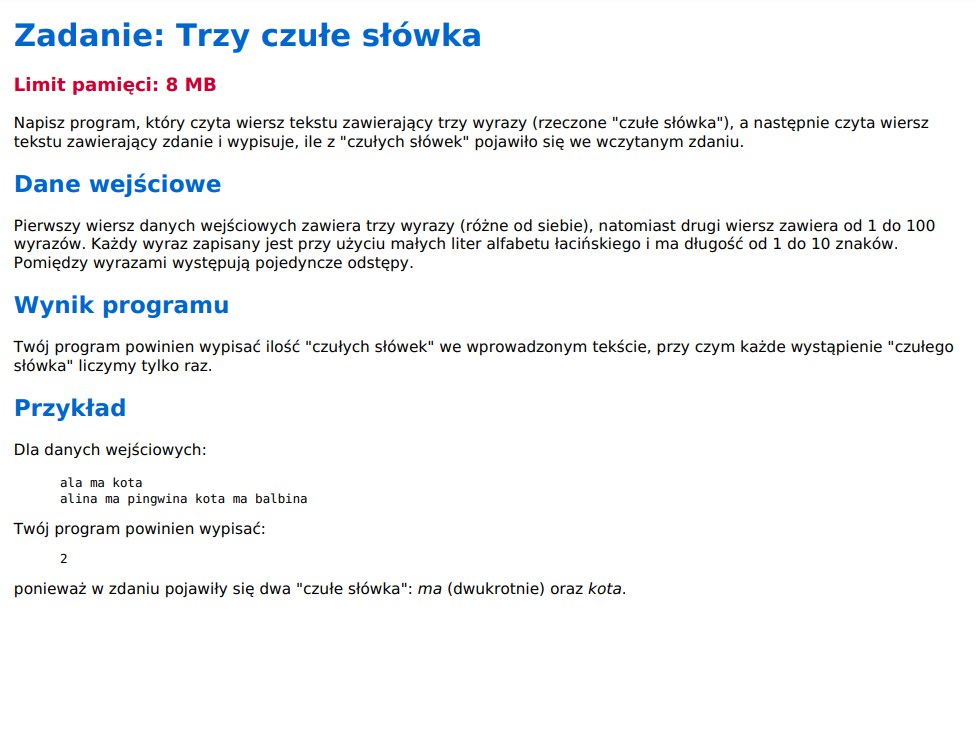 Zadanie: Trzy czułe słówka
Limit pamięci: 8 MB
Napisz program, który czyta wiersz tekstu zawierający trzy wyrazy (rzeczone "czułe słówka"), a następnie czyta wiersz
tekstu zawierający zdanie i wypisuje, ile z "czułych słówek" pojawiło się we wczytanym zdaniu.
Dane wejściowe
Pierwszy wiersz danych wejściowych zawiera trzy wyrazy (różne od siebie), natomiast drugi wiersz zawiera od 1 do 100
wyrazów. Każdy wyraz zapisany jest przy użyciu małych liter alfabetu łacińskiego i ma długość od 1 do 10 znaków.
Pomiędzy wyrazami występują pojedyncze odstępy.
Wynik programu
Twój program powinien wypisać ilość "czułych słówek" we wprowadzonym tekście, przy czym każde wystąpienie "czułego
słówka" liczymy tylko raz.
Przykład
Dla danych wejściowych:
ala ma kota
alina ma pingwina kota ma balbina
Twój program powinien wypisać:
2
ponieważ w zdaniu pojawiły się dwa "czułe słówka": ma (dwukrotnie) oraz kota.